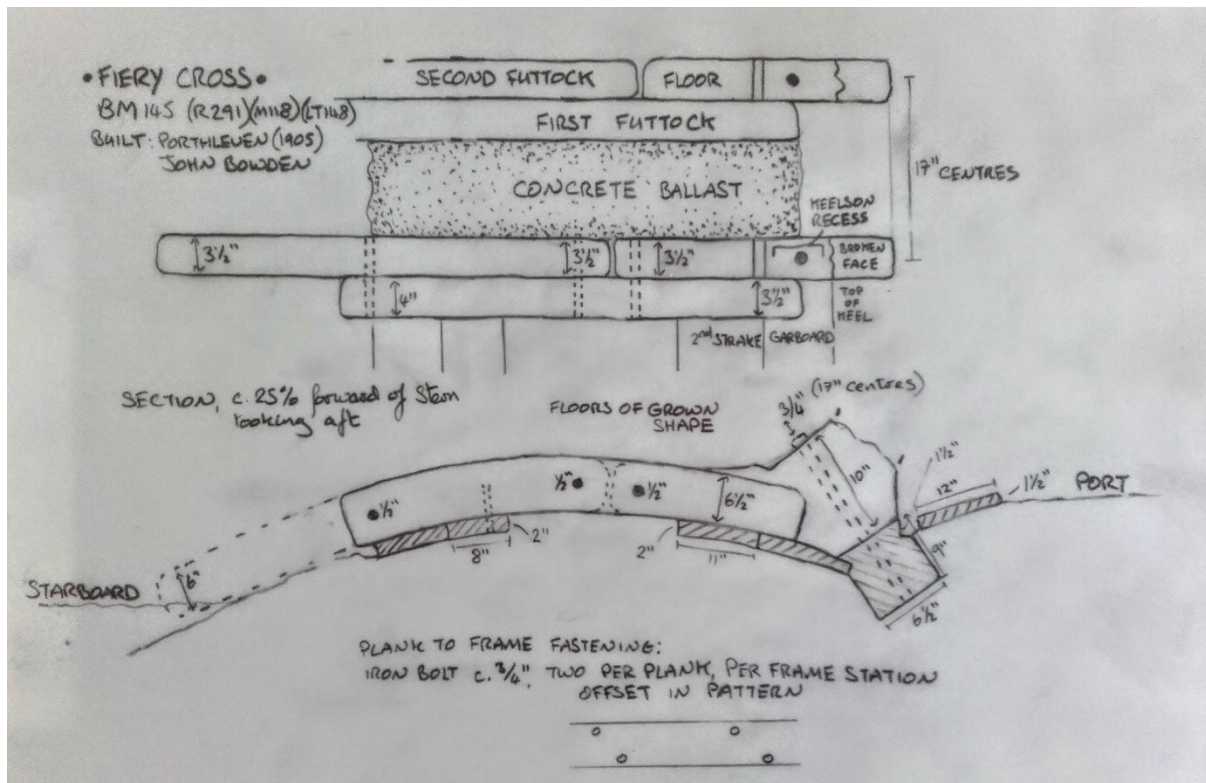 • FIERY CROSS •
BM 145 (R291)(M118)(LT148)
BUILT: PORTHLEVEN (1905)
JOHN BOWDEN
SECOND FUTTOCK
FLOOR
FIRST FUTTOCK
CONCRETE BALLAST
17" CENTRES
KEELSON
RECESS
3½"
3½"
3½"
BROKEN
FACE
4"
3½"
TOP
OF
KEEL
2nd STRAKE
GARBOARD
SECTION, c. 25% forward of Stern
looking aft
FLOORS OF GROWN
SHAPE
3/4" (17" centres)
10"
1½"
12"
1½"
PORT
½"
½"
½"
6½"
2"
8"
2"
11"
9"
6½"
6"
STARBOARD
PLANK TO FRAME FASTENING:
IRON BOLT c. 3/4", TWO PER PLANK, PER FRAME STATION
OFFSET IN PATTERN